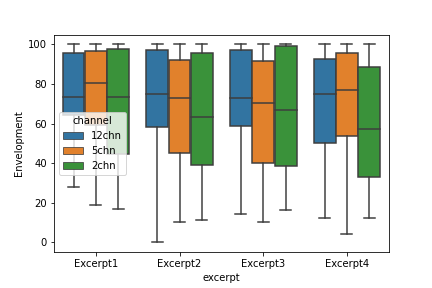 100
80
60
40
20
0
Envelopment
channel
12chn
5chn
2chn
Excerpt1 Excerpt2 Excerpt3 Excerpt4
excerpt